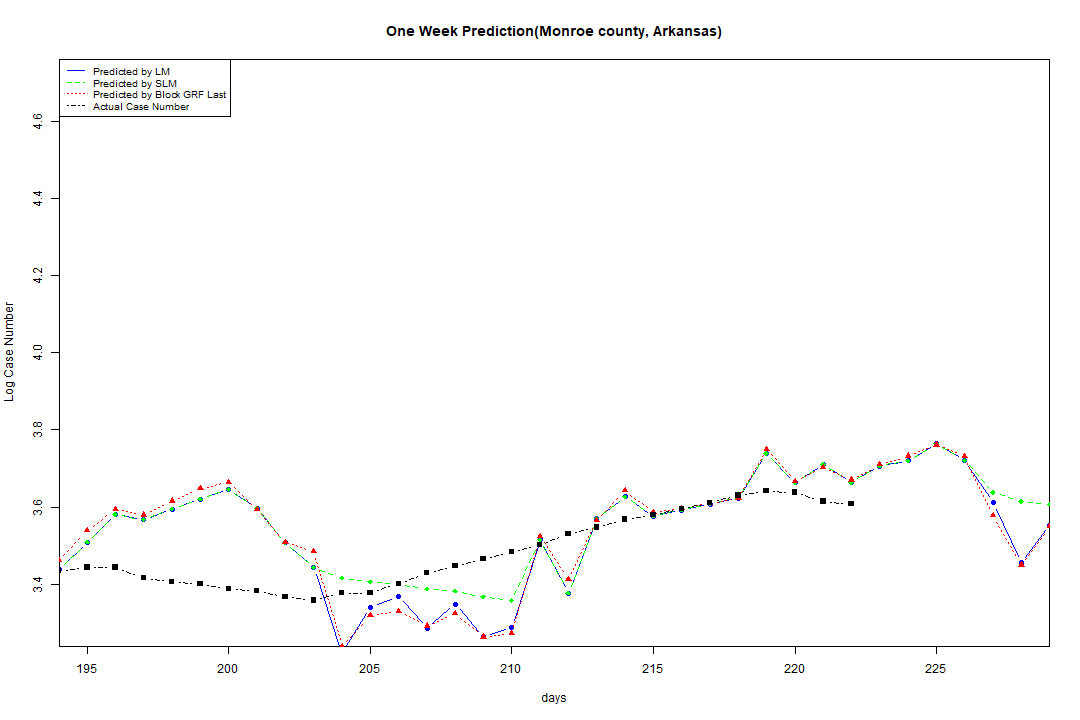 One Week Prediction(Monroe county, Arkansas)
Predicted by LM
Predicted by SLM
Predicted by Block GRF Last
Actual Case Number
Log Case Number
4.6
4.4
4.2
4.0
3.8
3.6
3.4
195 200 205 210 215 220 225
days